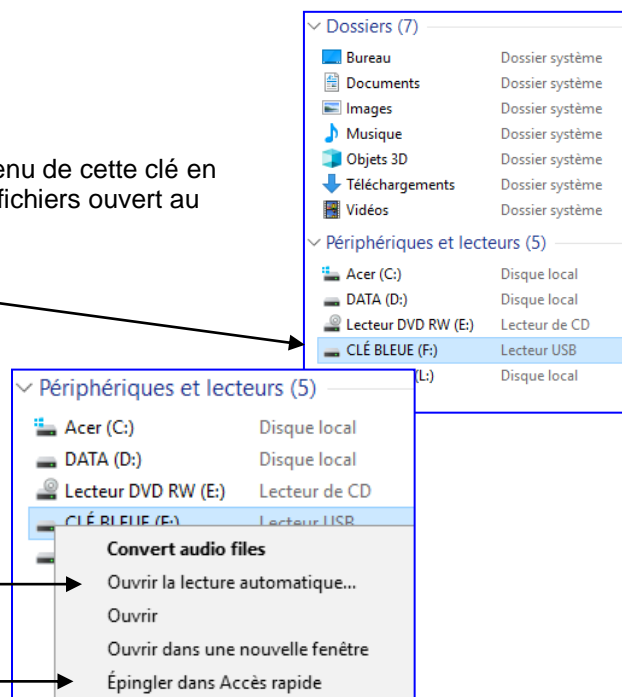 Dossiers (7)
Bureau Dossier système
Documents Dossier système
Images Dossier système
Musique Dossier système
Objets 3D Dossier système
Téléchargements Dossier système
Vidéos Dossier système
Périphériques et lecteurs (5)
Acer (C:) Disque local
DATA (D:) Disque local
Lecteur DVD RW (E:) Lecteur de CD
CLÉ BLEUE (F:) Lecteur USB
(L:) Disque local
de cette clé en
fichiers ouvert au
Périphériques et lecteurs (5)
Acer (C:) Disque local
DATA (D:) Disque local
Lecteur DVD RW (E:) Lecteur de CD
CLÉ BLEUE (F:) Lecteur USB
Convert audio files
Ouvrir la lecture automatique...
Ouvrir
Ouvrir dans une nouvelle fenêtre
Épingler dans Accès rapide